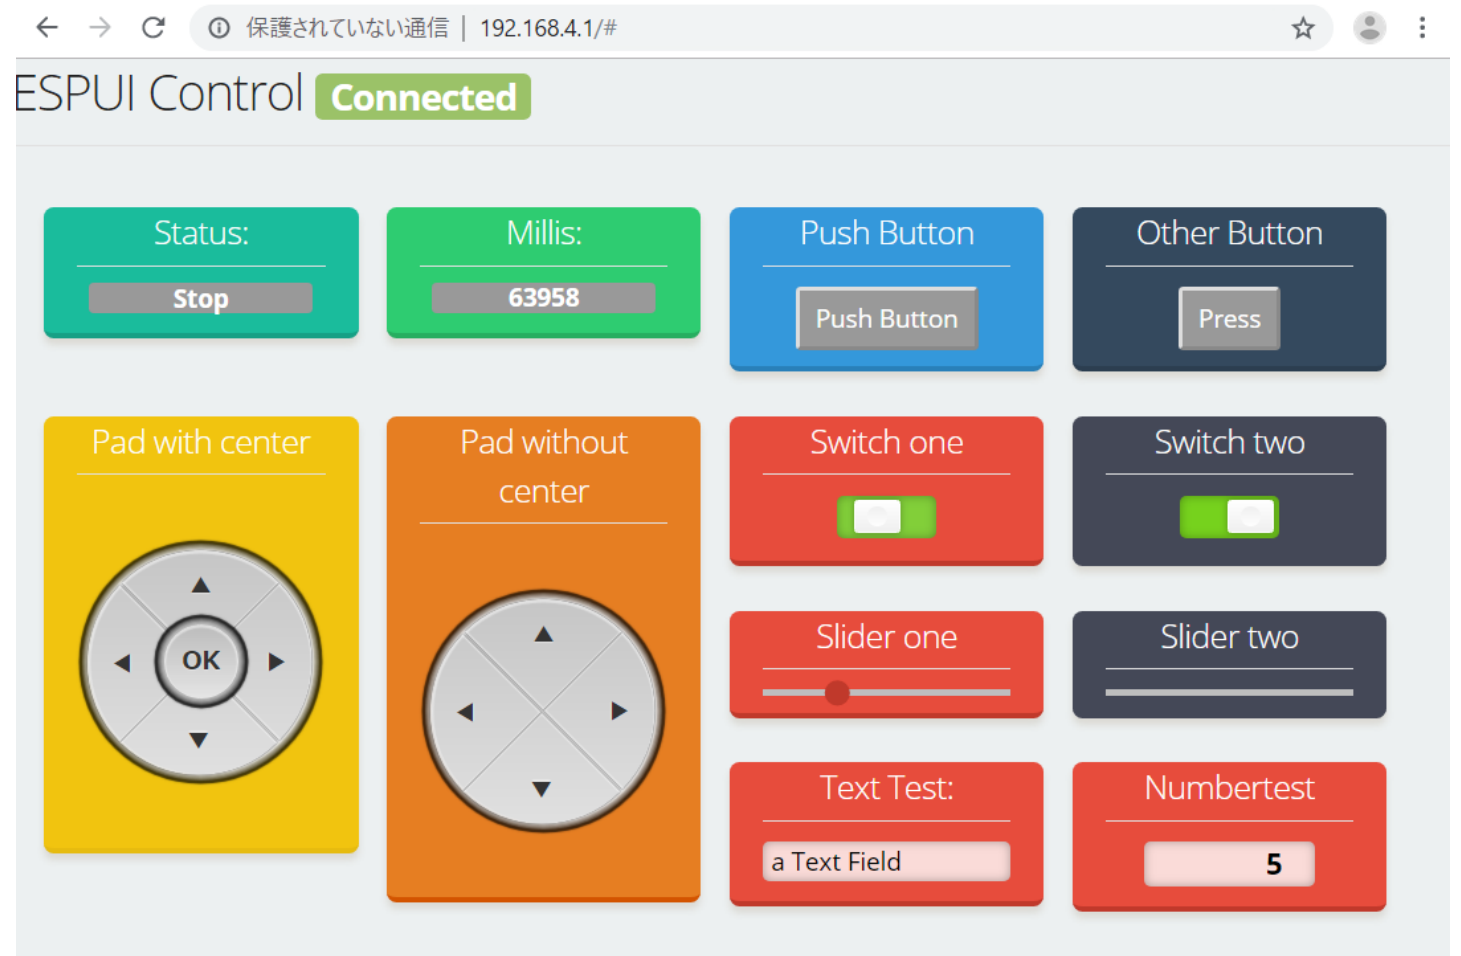 保護されていない通信 | 192.168.4.1/#
ESPUI Control Connected
Status:
Stop
Millis:
63958
Push Button
Push Button
Other Button
Press
Pad with center
OK
Pad without
center
Switch one
Switch two
Slider one
Slider two
Text Test:
a Text Field
Numbertest
5